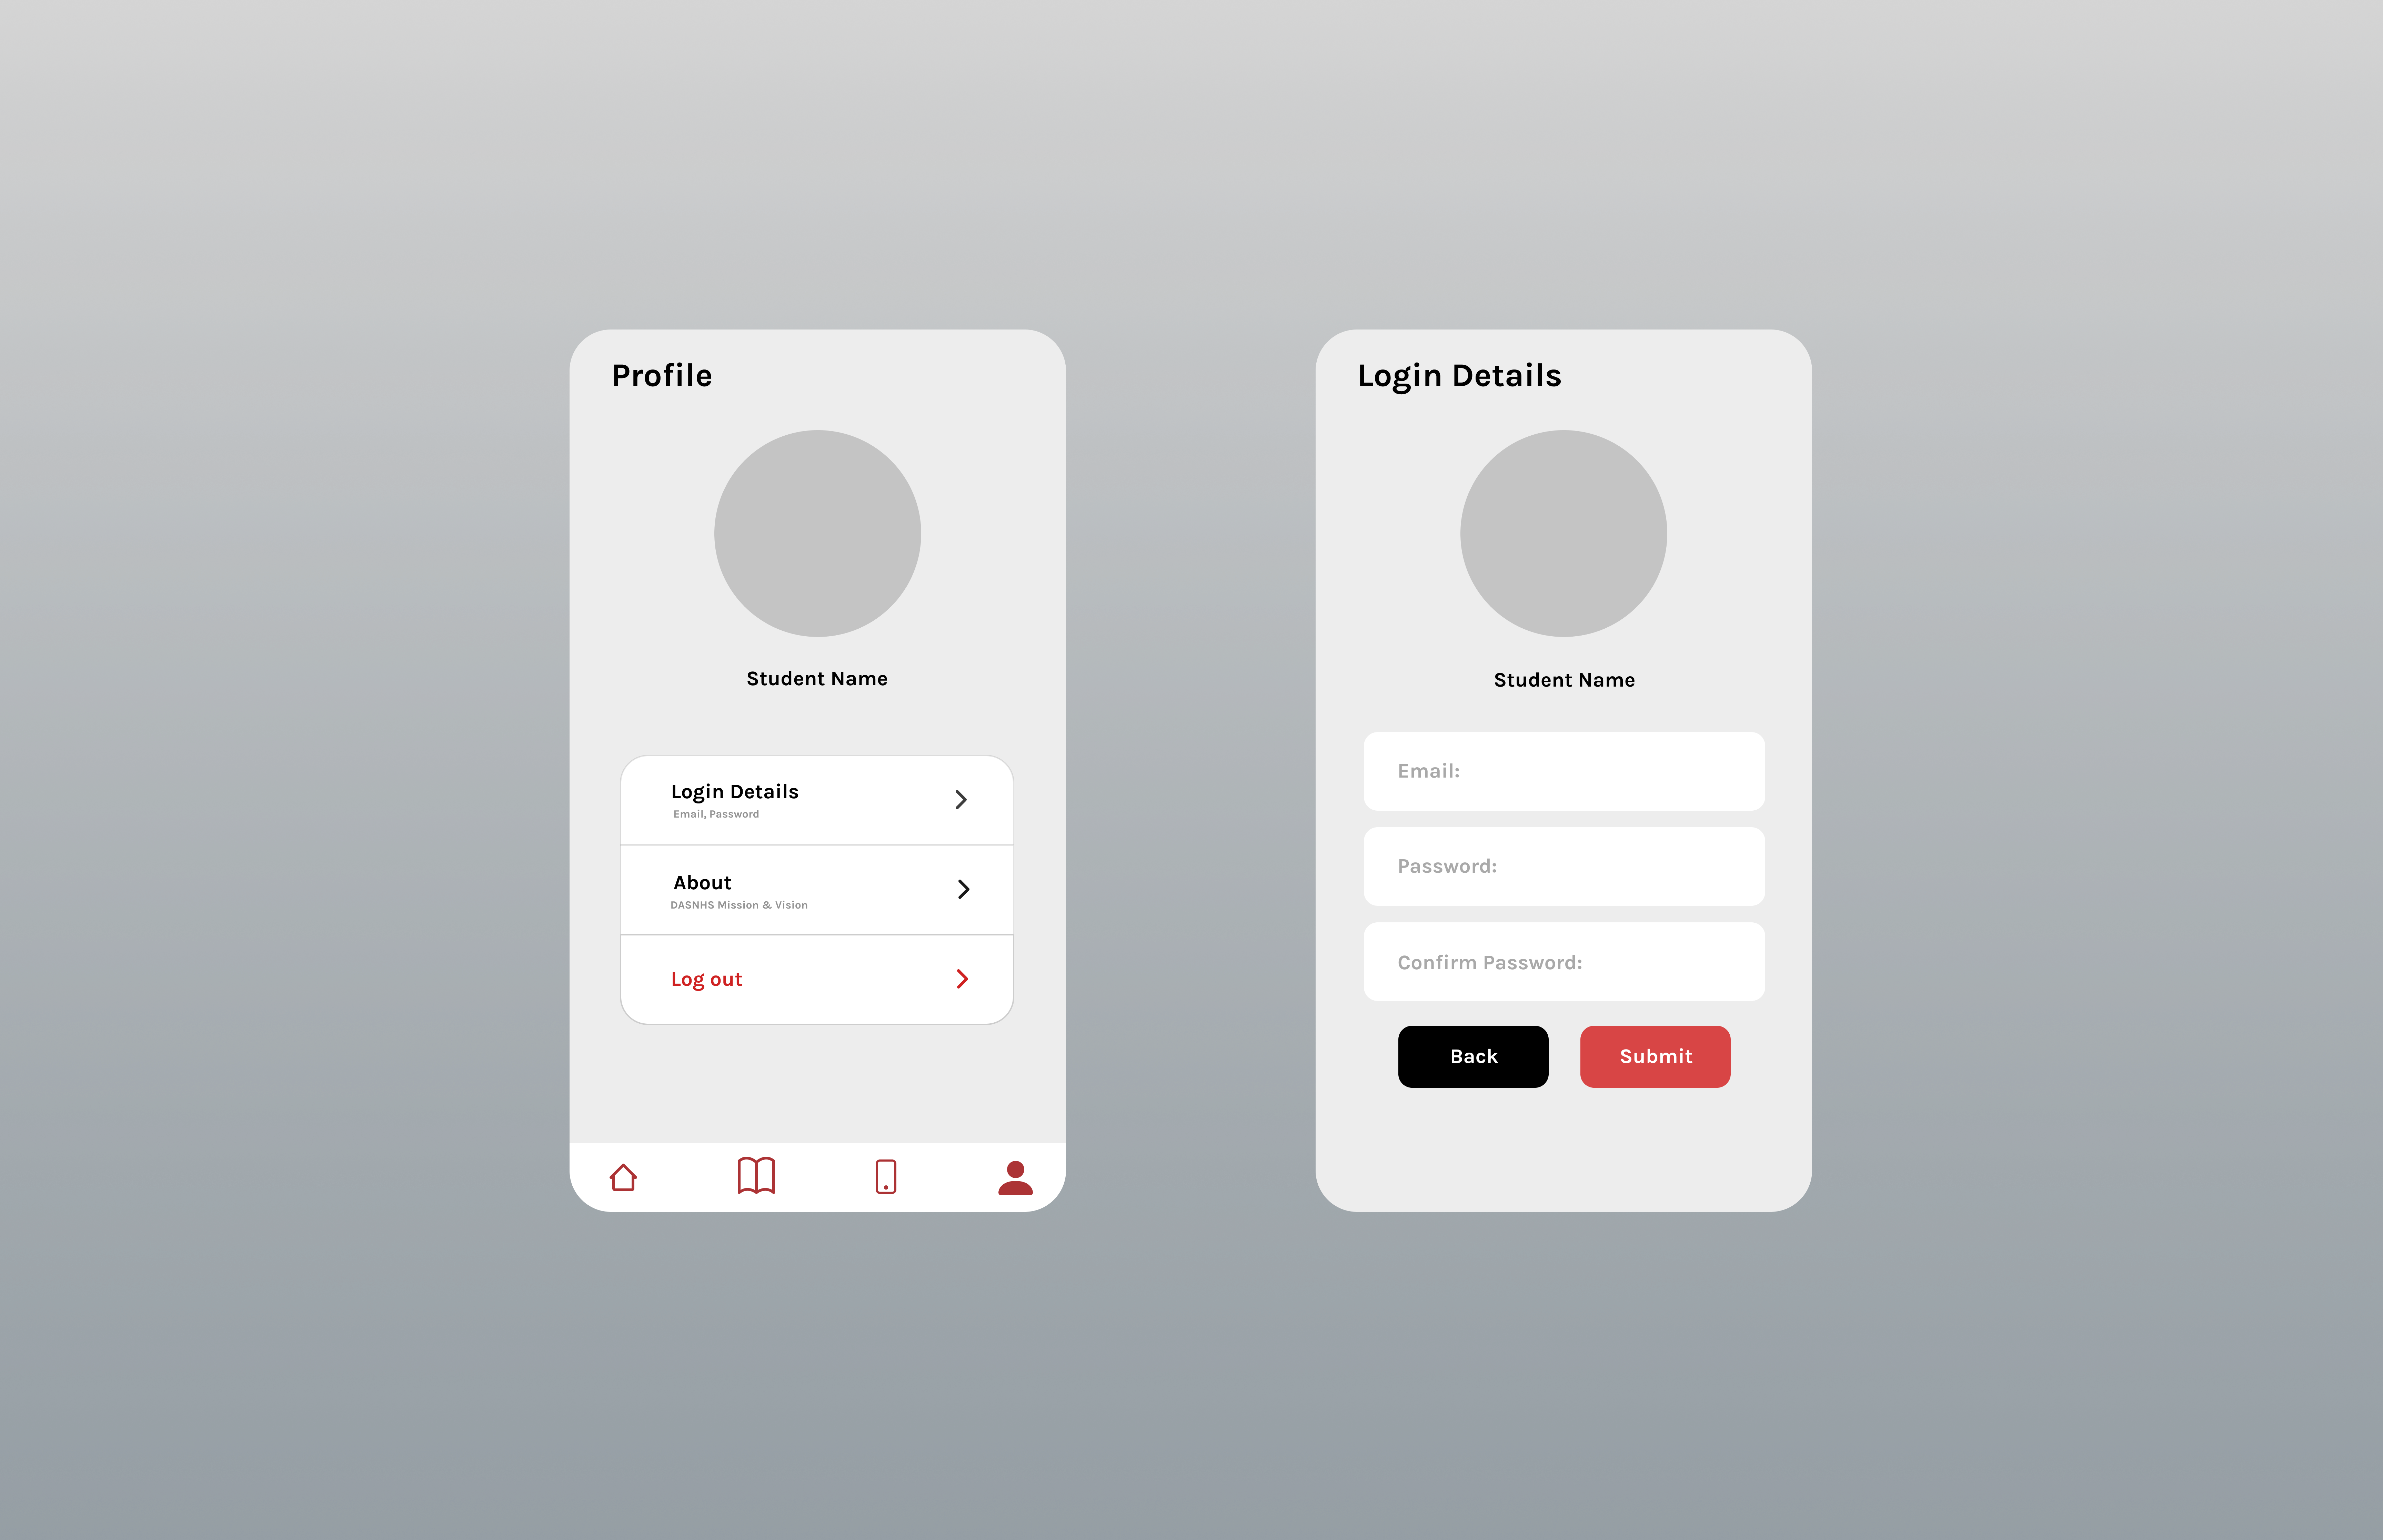 Profile
Student Name
Login Details
Email, Password
About
DASNHS Mission & Vision
Log out
Login Details
Student Name
Email:
Password:
Confirm Password:
Back
Submit